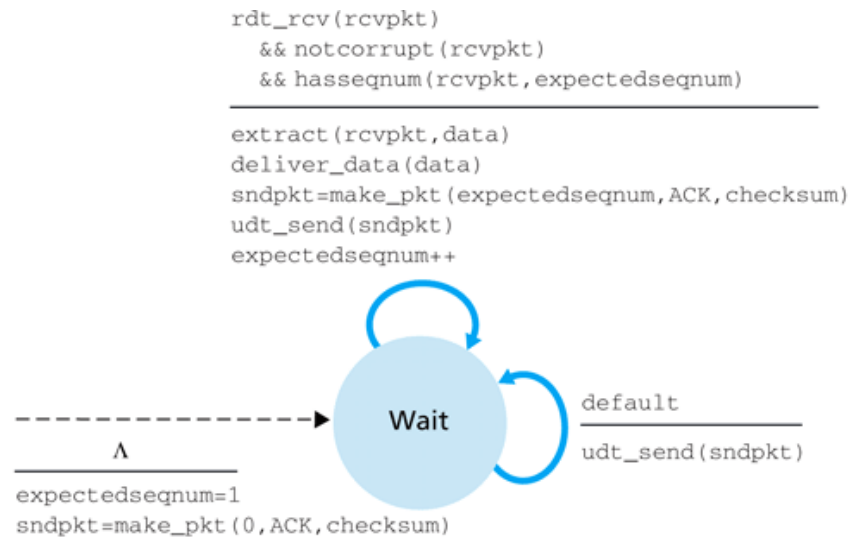 rdt_rcv(rcvpkt)
&& notcorrupt(rcvpkt)
&& hasseqnum(rcvpkt,expectedseqnum)
extract(rcvpkt,data)
deliver_data(data)
sndpkt=make_pkt(expectedseqnum,ACK,checksum)
udt_send(sndpkt)
expectedseqnum++
Wait
default
udt_send(sndpkt)
Λ
expectedseqnum=1
sndpkt=make_pkt(0,ACK,checksum)